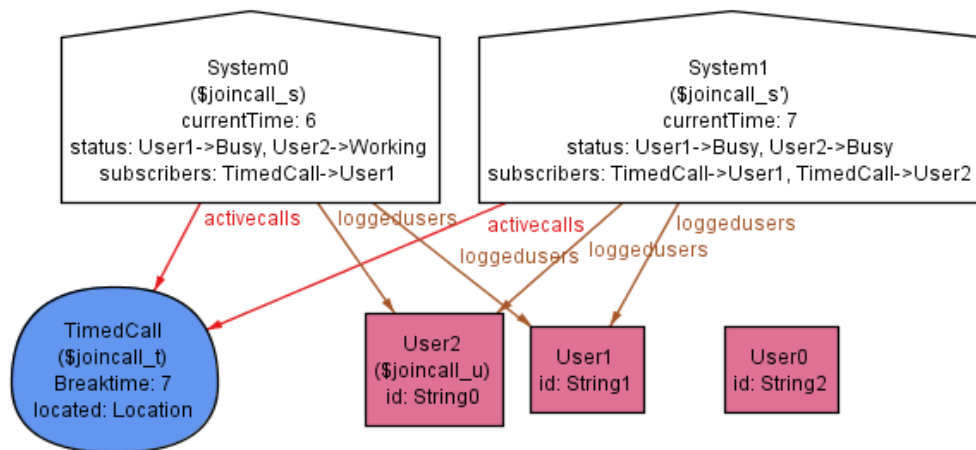 System0
($joincall_s)
currentTime: 6
status: User1->Busy, User2->Working
subscribers: TimedCall->User1
System1
($joincall_s')
currentTime: 7
status: User1->Busy, User2->Busy
subscribers: TimedCall->User1, TimedCall->User2
activecalls
loggedusers
activecalls
loggedusers
loggedusers
loggedusers
TimedCall
($joincall_t)
Breaktime: 7
located: Location
User2
($joincall_u)
id: String0
User1
id: String1
User0
id: String2